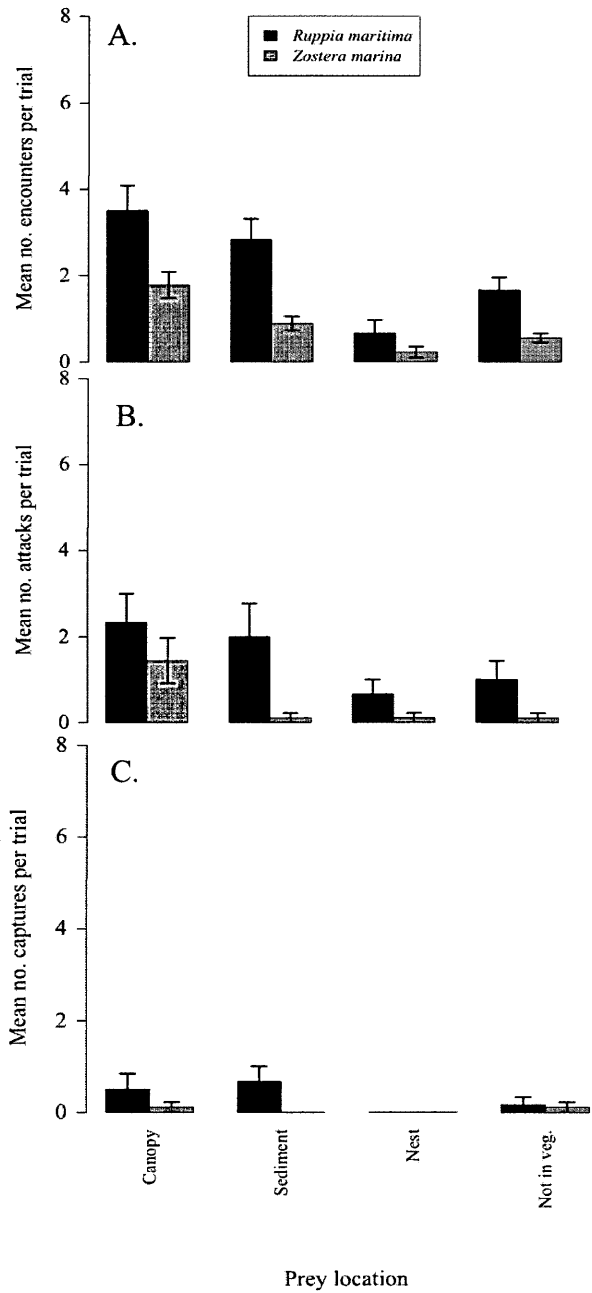 A.
Ruppia maritima
Zostera marina
Mean no. encounters per trial
8
6
4
2
0
B.
Mean no. attacks per trial
8
6
4
2
0
C.
Mean no. captures per trial
8
6
4
2
0
Canopy
Sediment
Nest
Not in veg.
Prey location